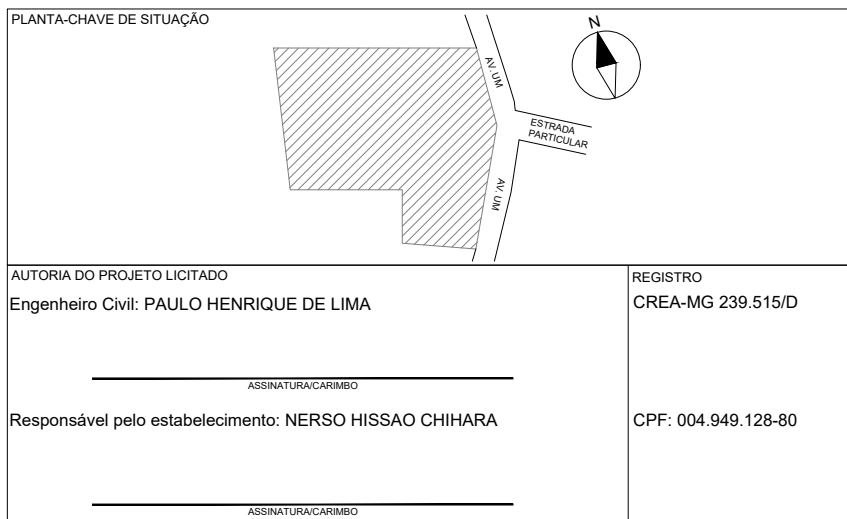 PLANTA-CHAVE DE SITUAÇÃO
N
AV. UM
ESTRADA
PARTICULAR
AV. UM
AUTORIA DO PROJETO LICITADO
REGISTRO
Engenheiro Civil: PAULO HENRIQUE DE LIMA
CREA-MG 239.515/D
ASSINATURA/CARIMBO
Responsável pelo estabelecimento: NERSO HISSAO CHIHARA
CPF: 004.949.128-80
ASSINATURA/CARIMBO